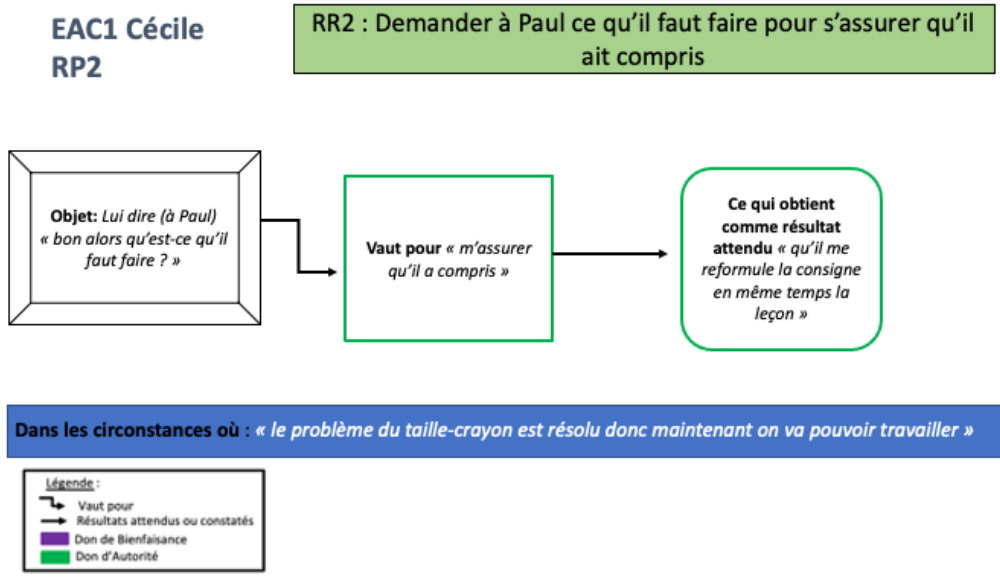 EAC1 Cécile
RP2
RR2 : Demander à Paul ce qu’il faut faire pour s’assurer qu’il
ait compris
Objet: Lui dire (à Paul)
« bon alors qu’est-ce qu’il
faut faire ? »
Vaut pour « m’assurer
qu’il a compris »
Ce qui obtient
comme résultat
attendu « qu’il me
reformule la consigne
en même temps la
leçon »
Dans les circonstances où : « le problème du taille-crayon est résolu donc maintenant on va pouvoir travailler »
Légende :
Vaut pour
Résultats attendus ou constatés
Don de Bienfaisance
Don d’Autorité